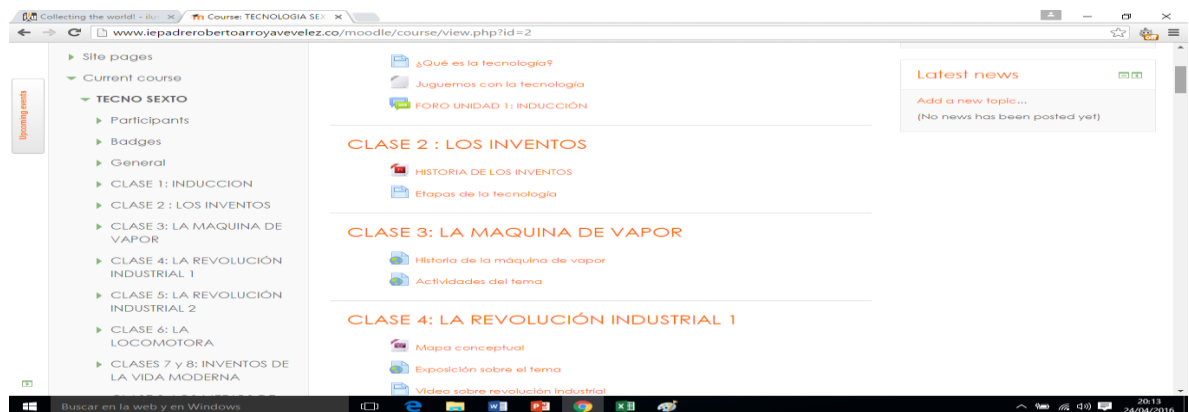 Collecting the world! - ilus
Course: TECNOLOGIA SEX
www.iepadrerobertoarroyavevelez.co/moodle/course/view.php?id=2
Upcoming events
Site pages
Current course
TECNO SEXTO
Participants
Badges
General
CLASE 1: INDUCCION
CLASE 2 : LOS INVENTOS
CLASE 3: LA MAQUINA DE
VAPOR
CLASE 4: LA REVOLUCIÓN
INDUSTRIAL 1
CLASE 5: LA REVOLUCIÓN
INDUSTRIAL 2
CLASE 6: LA
LOCOMOTORA
CLASES 7 y 8: INVENTOS DE
LA VIDA MODERNA
¿Qué es la tecnología?
Juguemos con la tecnología
FORO UNIDAD 1: INDUCCIÓN
CLASE 2 : LOS INVENTOS
HISTORIA DE LOS INVENTOS
Etapas de la tecnología
CLASE 3: LA MAQUINA DE VAPOR
Historia de la máquina de vapor
Actividades del tema
CLASE 4: LA REVOLUCIÓN INDUSTRIAL 1
Mapa conceptual
Exposición sobre el tema
Video sobre revolución industrial
Latest news
Add a new topic...
(No news has been posted yet)
Buscar en la web y en Windows
20:13
24/04/2016